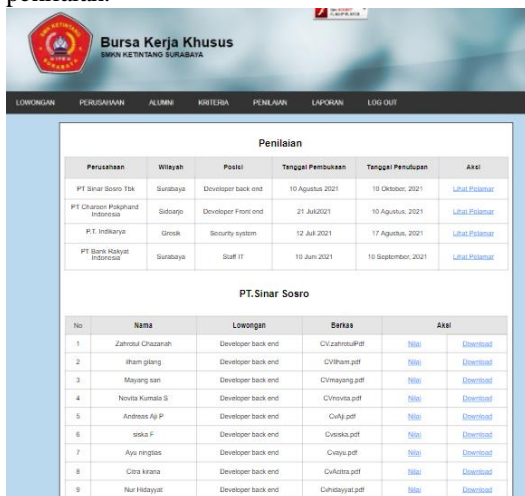 Bursa Kerja Khusus
SMKN KETINTANG SURABAYA
LOWONGAN PERUSAHAAN ALUMNI KRITERIA PENILAIAN LAPORAN LOG OUT
Penilaian
Perusahaan Wilayah Posisi Tanggal Pembukaan Tanggal Penutupan Aksi
PT Sinar Sosro Tbk Surabaya Developer back end 10 Agustus 2021 10 Oktober, 2021 Lihat Pelamar
PT Charoen Pokphand
Indonesia Sidoarjo Developer Front end 21 Juli2021 10 Agustus, 2021 Lihat Pelamar
P.T. Indikarya Gresik Security system 12 Juli 2021 17 Agustus, 2021 Lihat Pelamar
PT Bank Rakyat
Indonesia Surabaya Staff IT 10 Juni 2021 10 September, 2021 Lihat Pelamar
PT.Sinar Sosro
No Nama Lowongan Berkas Aksi
1 Zahrotul Chazanah Developer back end CV.zahrotulPdf Nilai Download
2 ilham gilang Developer back end CVIlham.pdf Nilai Download
3 Mayang sari Developer back end CVmayang.pdf Nilai Download
4 Novita Kumala S Developer back end CVnovita.pdf Nilai Download
5 Andreas Aji P Developer back end CvAji.pdf Nilai Download
6 siska F Developer back end Cvsiska.pdf Nilai Download
7 Ayu ningtias Developer back end Cvayu.pdf Nilai Download
8 Citra kirana Developer back end CvAcitra.pdf Nilai Download
9 Nur Hidayyat Developer back end Cvhidayyat.pdf Nilai Download